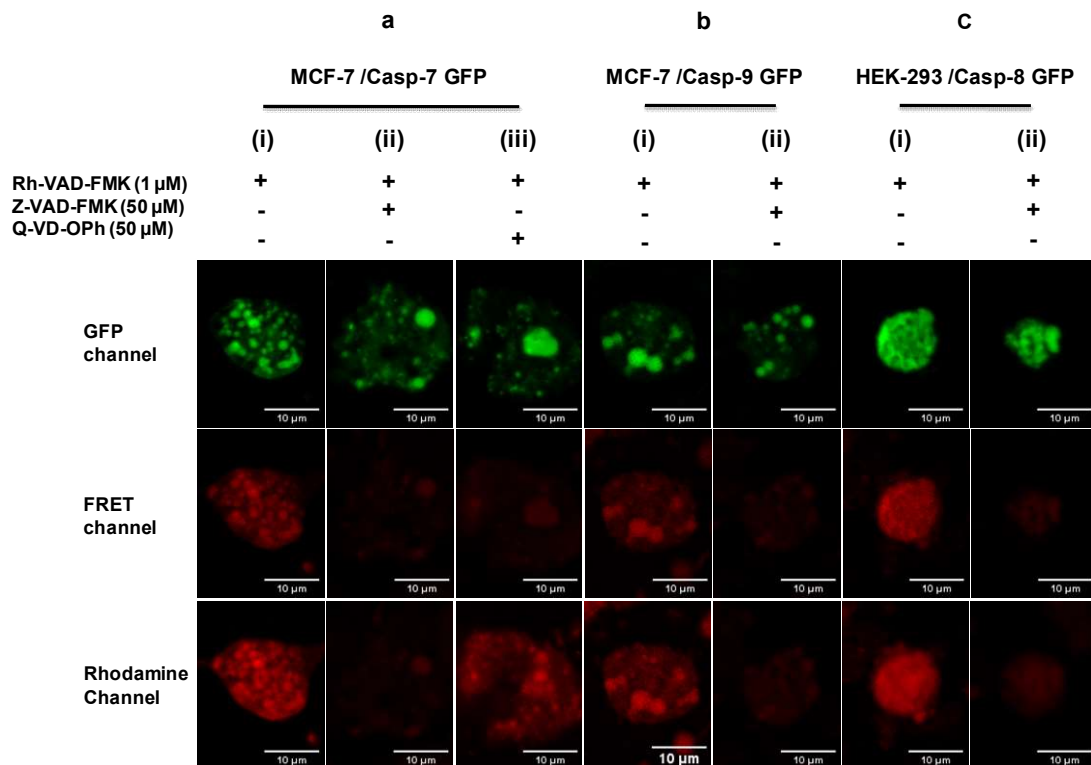 a b C
MCF-7 /Casp-7 GFP MCF-7 /Casp-9 GFP HEK-293 /Casp-8 GFP
(i) (ii) (iii) (i) (ii) (i) (ii)
Rh-VAD-FMK (1 µM) + + + + + + +
Z-VAD-FMK (50 µM) - + - - + - +
Q-VD-OPh (50 µM) - - + - - - -
GFP
channel
10 µm 10 µm 10 µm 10 µm 10 µm 10 µm 10 µm
FRET
channel
10 µm 10 µm 10 µm 10 µm 10 µm 10 µm 10 µm
Rhodamine
Channel
10 µm 10 µm 10 µm 10 µm 10 µm 10 µm 10 µm